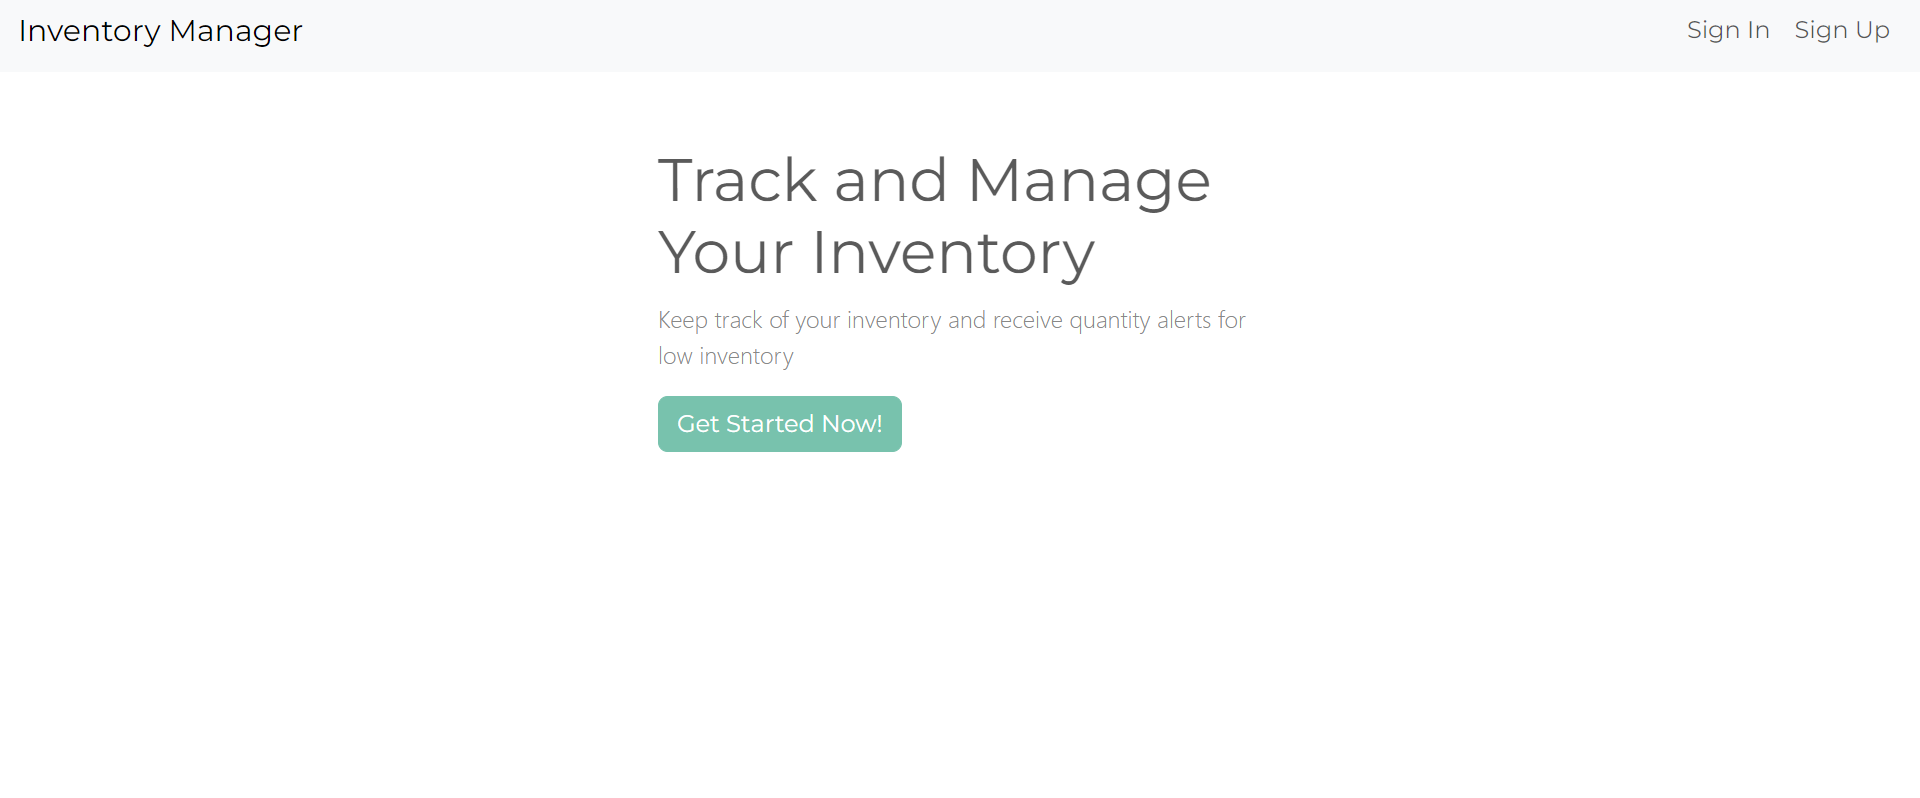 Inventory Manager
Sign In
Sign Up
Track and Manage
Your Inventory
Keep track of your inventory and receive quantity alerts for
low inventory
Get Started Now!